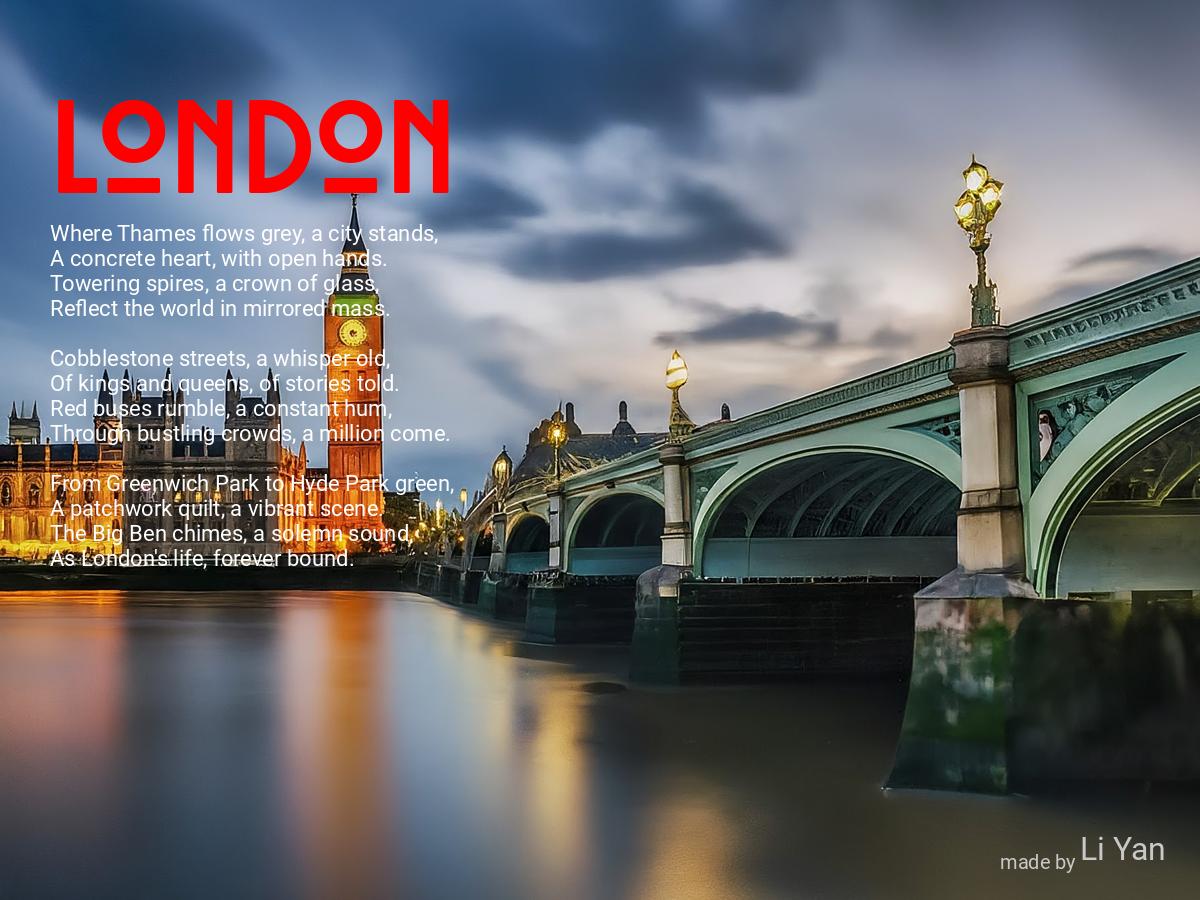 LONDON
Where Thames flows grey, a city stands,
A concrete heart, with open hands.
Towering spires, a crown of glass,
Reflect the world in mirrored mass.
Cobblestone streets, a whisper old,
Of kings and queens, of stories told.
Red buses rumble, a constant hum,
Through bustling crowds, a million come.
From Greenwich Park to Hyde Park green,
A patchwork quilt, a vibrant scene.
The Big Ben chimes, a solemn sound,
As London's life, forever bound.
made by Li Yan